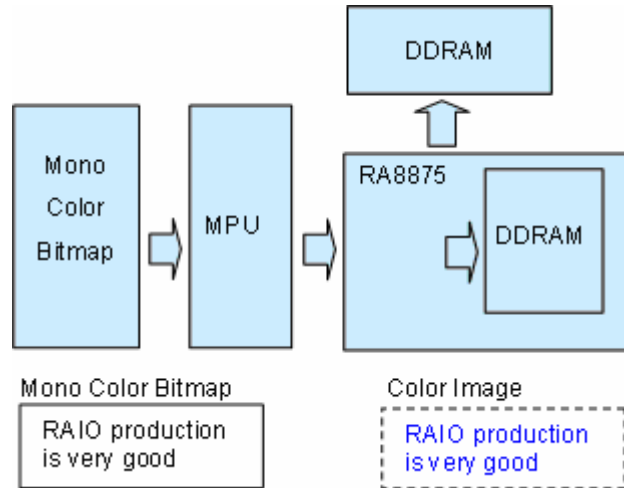 DDRAM
Mono
Color
Bitmap
MPU
RA8875
DDRAM
Mono Color Bitmap
RAIO production
is very good
Color Image
RAIO production
is very good